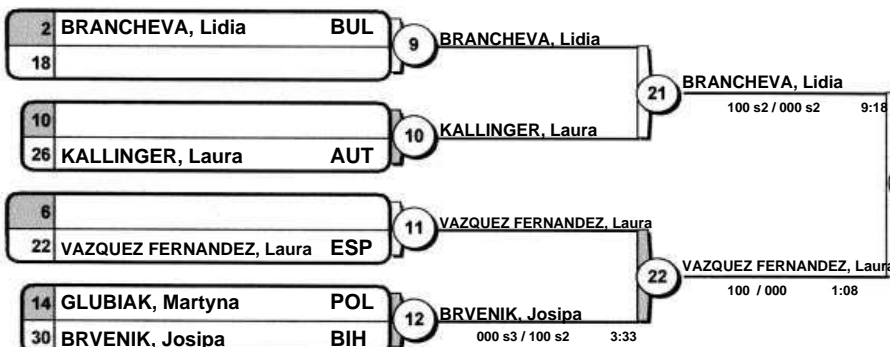 2 BRANCHEVA, Lidia BUL
18
9
BRANCHEVA, Lidia
10
26 KALLINGER, Laura AUT
10
KALLINGER, Laura
21
BRANCHEVA, Lidia
100 s2 / 000 s2 9:18
6
22 VAZQUEZ FERNANDEZ, Laura ESP
11
VAZQUEZ FERNANDEZ, Laura
14 GLUBIAK, Martyna POL
30 BRVENIK, Josipa BIH
12
BRVENIK, Josipa
000 s3 / 100 s2 3:33
22
VAZQUEZ FERNANDEZ, Laura
100 / 000 1:08